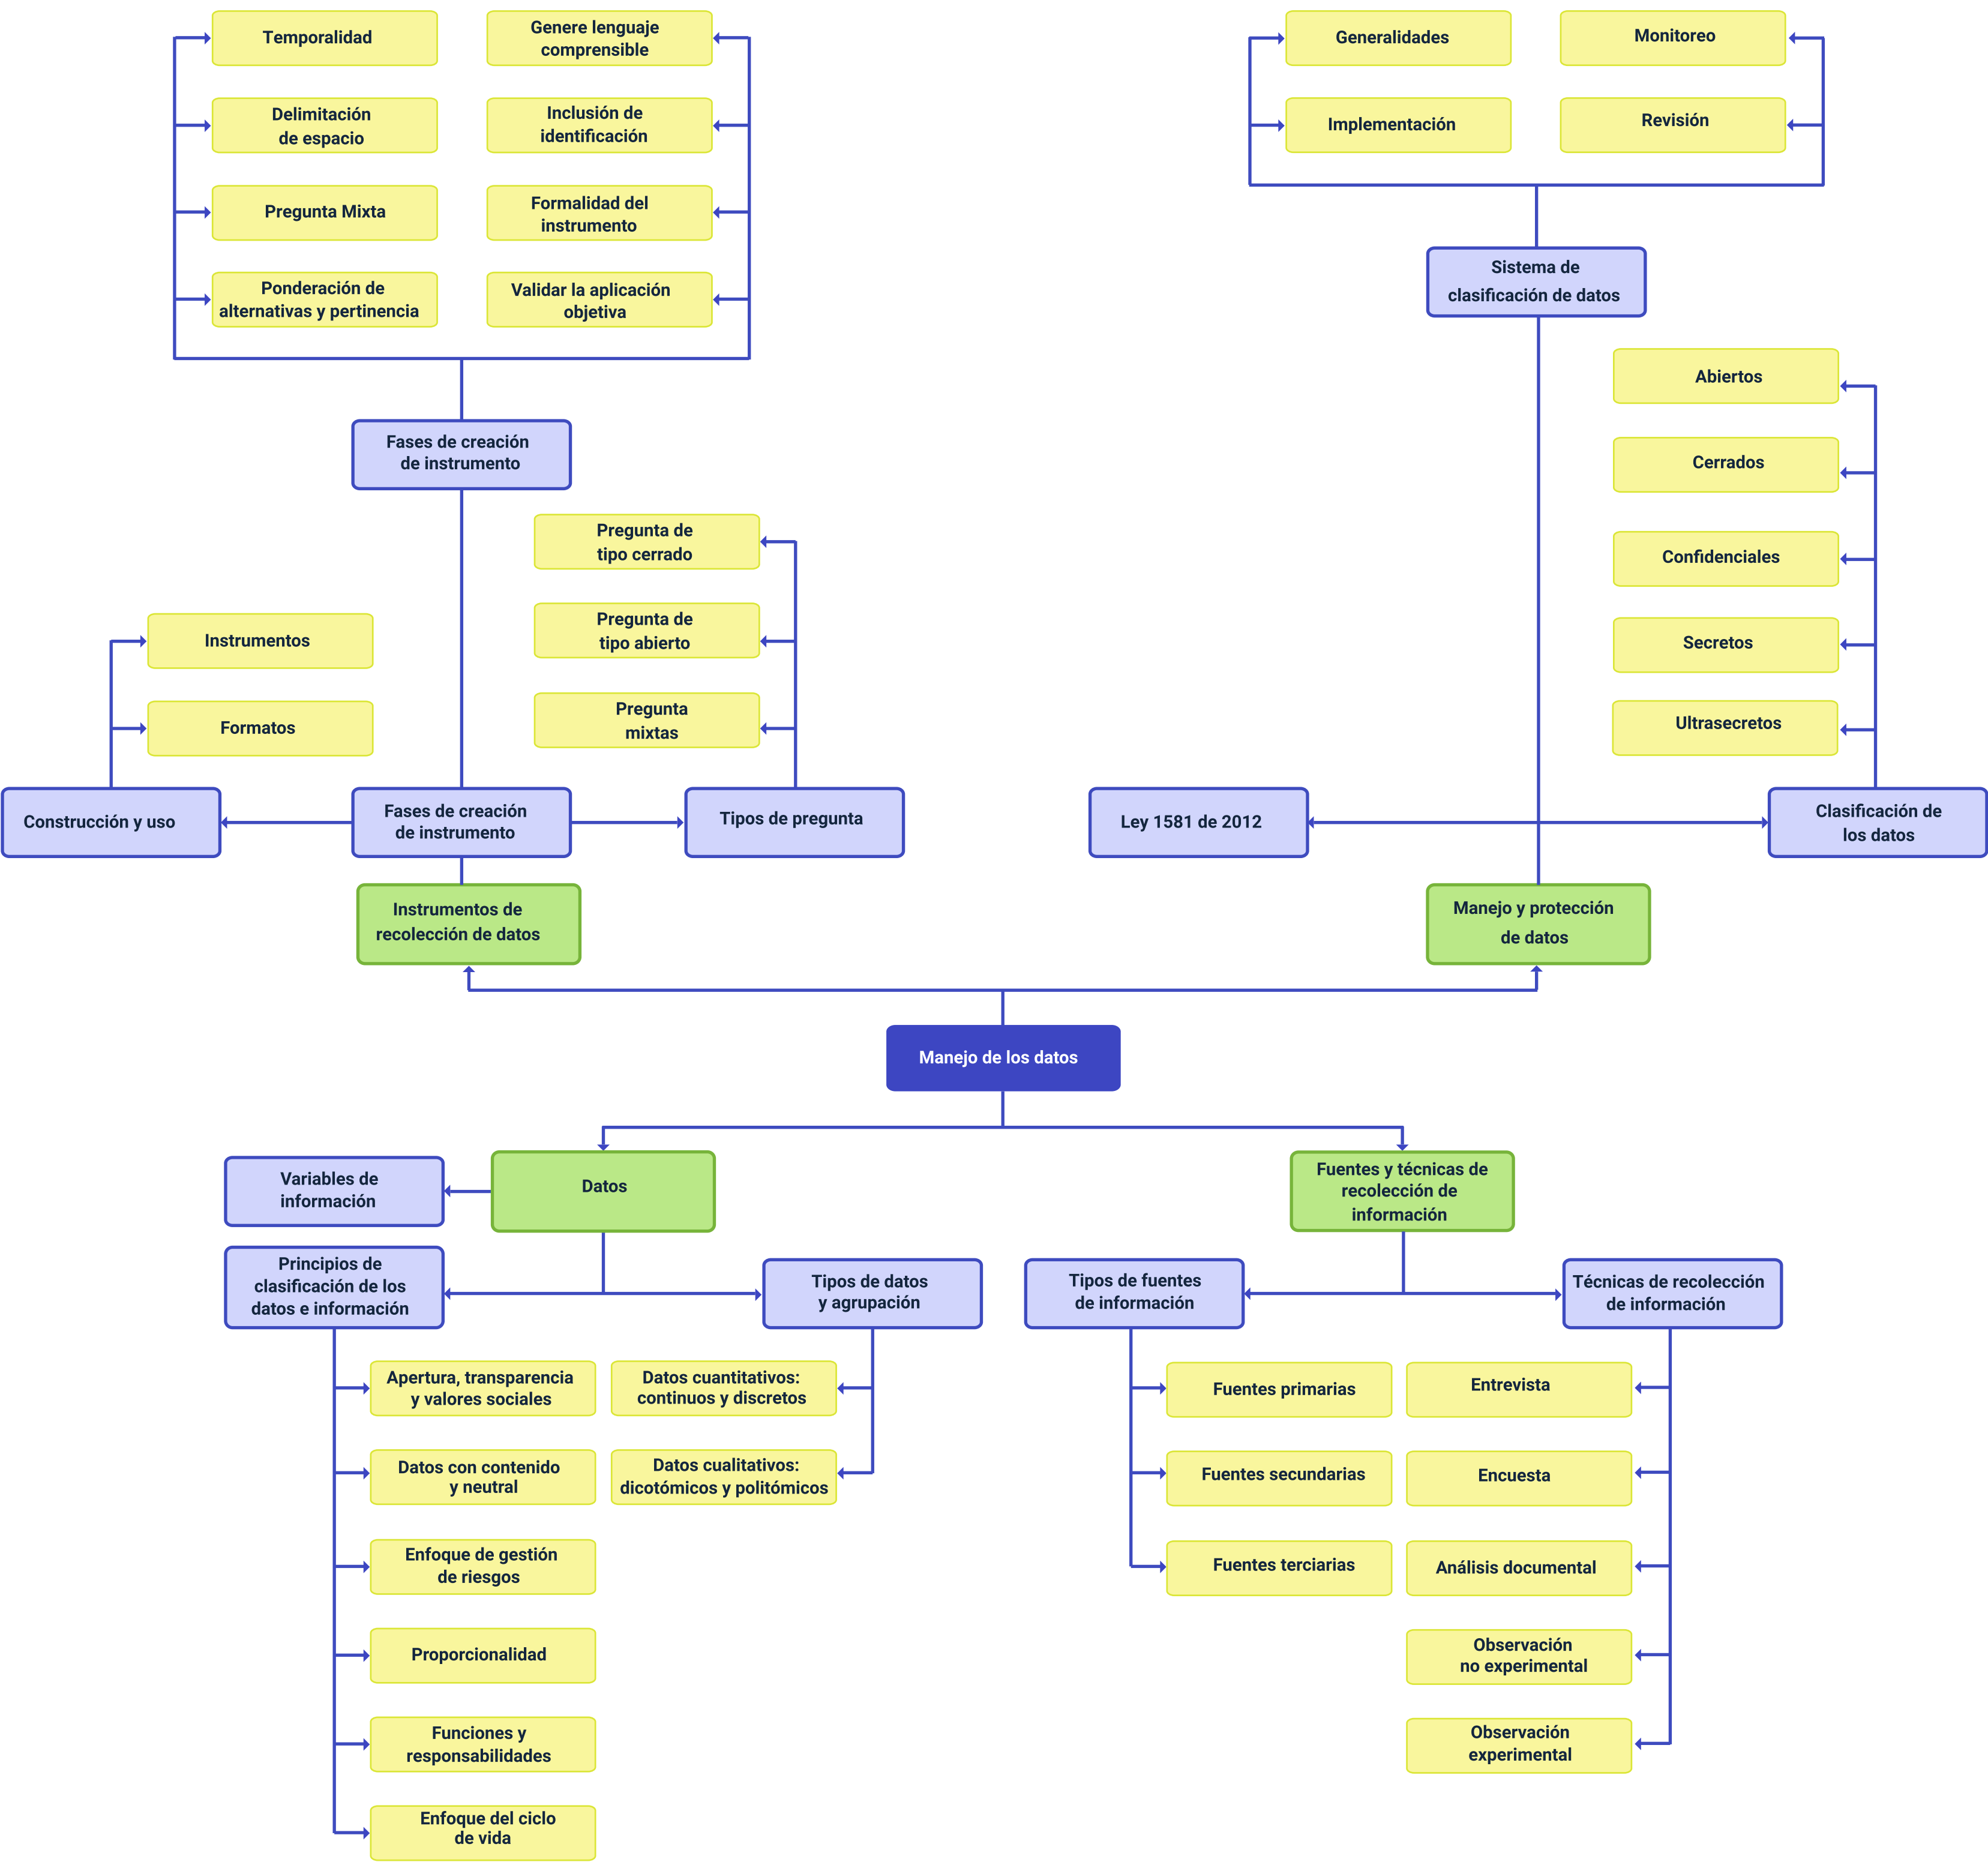 Temporalidad
Genere lenguaje
comprensible
Delimitación
de espacio
Inclusión de
identificación
Pregunta Mixta
Formalidad del
instrumento
Ponderación de
alternativas y pertinencia
Validar la aplicación
objetiva
Fases de creación
de instrumento
Pregunta de
tipo cerrado
Pregunta de
tipo abierto
Pregunta
mixtas
Instrumentos
Formatos
Construcción y uso
Fases de creación
de instrumento
Tipos de pregunta
Instrumentos de
recolección de datos
Generalidades
Monitoreo
Implementación
Revisión
Sistema de
clasificación de datos
Abiertos
Cerrados
Confidenciales
Secretos
Ultrasecretos
Ley 1581 de 2012
Clasificación de
los datos
Manejo y protección
de datos
Manejo de los datos
Variables de
información
Datos
Principios de
clasificación de los
datos e información
Tipos de datos
y agrupación
Apertura, transparencia
y valores sociales
Datos cuantitativos:
continuos y discretos
Datos con contenido
y neutral
Datos cualitativos:
dicotómicos y politómicos
Enfoque de gestión
de riesgos
Proporcionalidad
Funciones y
responsabilidades
Enfoque del ciclo
de vida
Fuentes y técnicas de
recolección de
información
Tipos de fuentes
de información
Técnicas de recolección
de información
Fuentes primarias
Entrevista
Fuentes secundarias
Encuesta
Fuentes terciarias
Análisis documental
Observación
no experimental
Observación
experimental